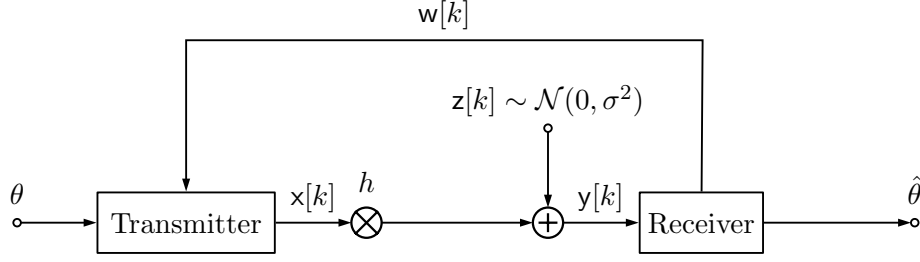 w[k]
z[k] ∼ 𝒩(0, σ²)
θ
Transmitter
x[k]
h
y[k]
Receiver
θ̂